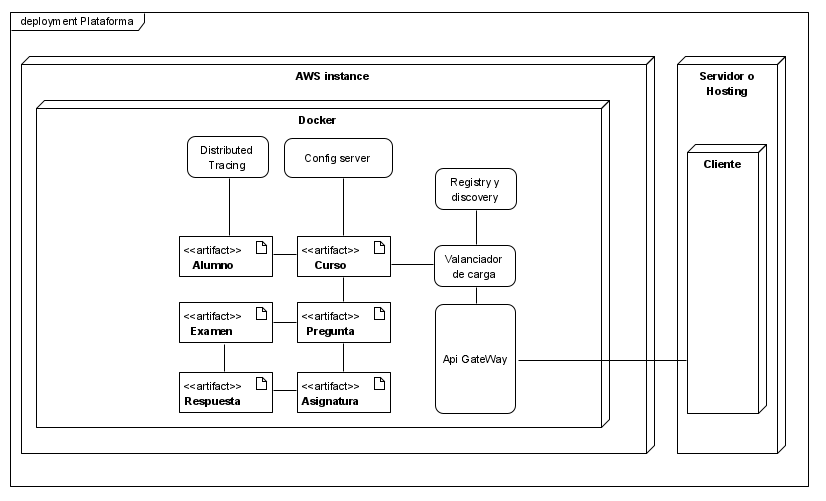 deployment Plataforma
AWS instance
Servidor o
Hosting
Docker
Distributed
Tracing
Config server
Registry y
discovery
Cliente
<<artifact>>
Alumno
<<artifact>>
Curso
Valanciador
de carga
<<artifact>>
Examen
<<artifact>>
Pregunta
Api GateWay
<<artifact>>
Respuesta
<<artifact>>
Asignatura